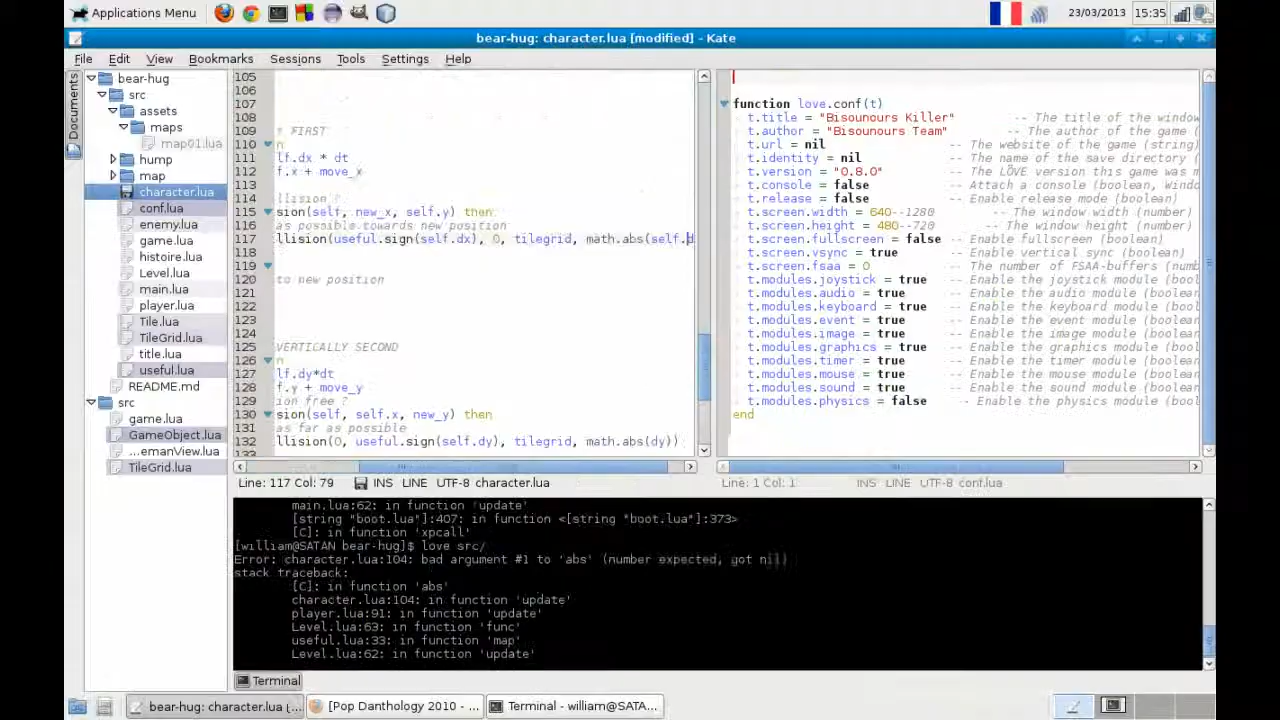 Applications Menu
23/03/2013 15:35
bear-hug: character.lua [modified] - Kate
File Edit View Bookmarks Sessions Tools Settings Help
Documents
bear-hug
src
assets
maps
map01.lua
hump
map
character.lua
conf.lua
enemy.lua
game.lua
histoire.lua
Level.lua
main.lua
player.lua
Tile.lua
TileGrid.lua
title.lua
useful.lua
README.md
src
game.lua
GameObject.lua
...emanView.lua
TileGrid.lua
105
106
107
108
109 FIRST
110 n
111 lf.dx * dt
112 f.x + move_x
113
114 llision ?
115 sion(self, new_x, self.y) then
116 as possible towards new position
117 llision(useful.sign(self.dx), 0, tilegrid, math.abs(self.d
118
119
120 to new position
121
122
123
124
125 VERTICALLY SECOND
126 n
127 lf.dy*dt
128 f.y + move_y
129 ion free ?
130 sion(self, self.x, new_y) then
131 as far as possible
132 llision(0, useful.sign(self.dy), tilegrid, math.abs(dy))
133
Line: 117 Col: 79 INS LINE UTF-8 character.lua
function love.conf(t)
t.title = "Bisounours Killer" -- The title of the window
t.author = "Bisounours Team" -- The author of the game (
t.url = nil -- The website of the game (string)
t.identity = nil -- The name of the save directory (
t.version = "0.8.0" -- The LÖVE version this game was m
t.console = false -- Attach a console (boolean, Windo
t.release = false -- Enable release mode (boolean)
t.screen.width = 640--1280 -- The window width (number)
t.screen.height = 480--720 -- The window height (number)
t.screen.fullscreen = false -- Enable fullscreen (boolean)
t.screen.vsync = true -- Enable vertical sync (boolean)
t.screen.fsaa = 0 -- The number of FSAA-buffers (numb
t.modules.joystick = true -- Enable the joystick module (boole
t.modules.audio = true -- Enable the audio module (boolean
t.modules.keyboard = true -- Enable the keyboard module (bool
t.modules.event = true -- Enable the event module (boolean
t.modules.image = true -- Enable the image module (boolean
t.modules.graphics = true -- Enable the graphics module (bool
t.modules.timer = true -- Enable the timer module (boolean
t.modules.mouse = true -- Enable the mouse module (boolean
t.modules.sound = true -- Enable the sound module (boolean
t.modules.physics = false -- Enable the physics module (bool
end
Line: 1 Col: 1 INS LINE UTF-8 conf.lua
main.lua:62: in function 'update'
[string "boot.lua"]:407: in function <[string "boot.lua"]:373>
[C]: in function 'xpcall'
[william@SATAN bear-hug]$ love src/
Error: character.lua:104: bad argument #1 to 'abs' (number expected, got nil)
stack traceback:
[C]: in function 'abs'
character.lua:104: in function 'update'
player.lua:91: in function 'update'
Level.lua:63: in function 'func'
useful.lua:33: in function 'map'
Level.lua:62: in function 'update'
Terminal
bear-hug: character.lua [...
[Pop Danthology 2010 - ...
Terminal - william@SATA...